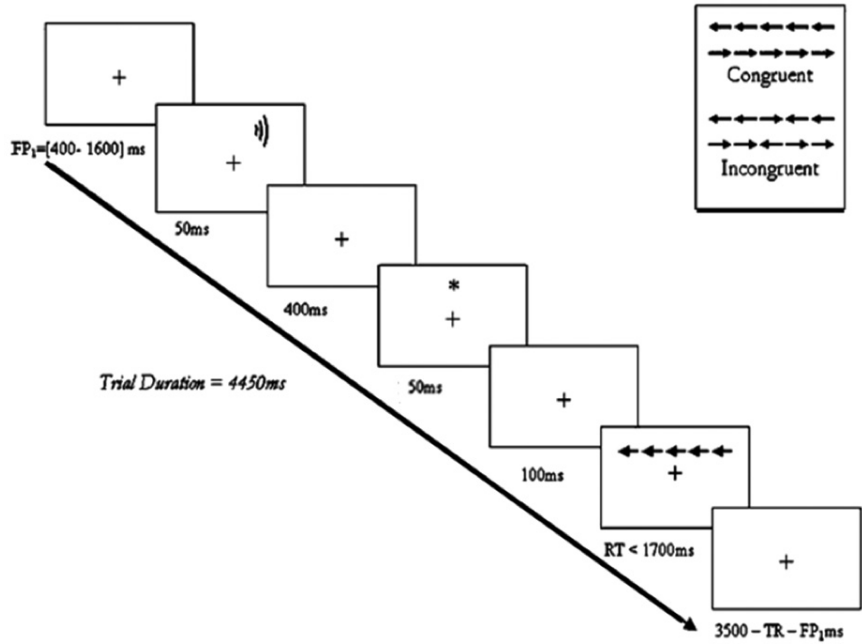 Congruent
Incongruent
FP₁=[400- 1600] ms
50ms
400ms
*
50ms
Trial Duration = 4450ms
100ms
RT < 1700ms
3500 – TR – FP₁ms